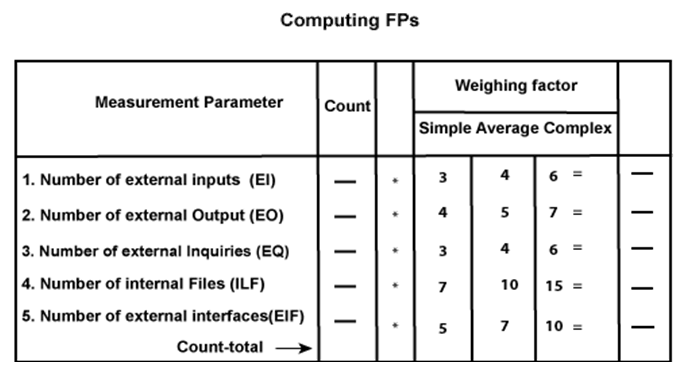 Computing FPs
Measurement Parameter Count Weighing factor
Simple Average Complex
1. Number of external inputs (EI) — * 3 4 6 = —
2. Number of external Output (EO) — * 4 5 7 = —
3. Number of external Inquiries (EQ) — * 3 4 6 = —
4. Number of internal Files (ILF) — * 7 10 15 = —
5. Number of external interfaces(EIF) — * 5 7 10 = —
Count-total →